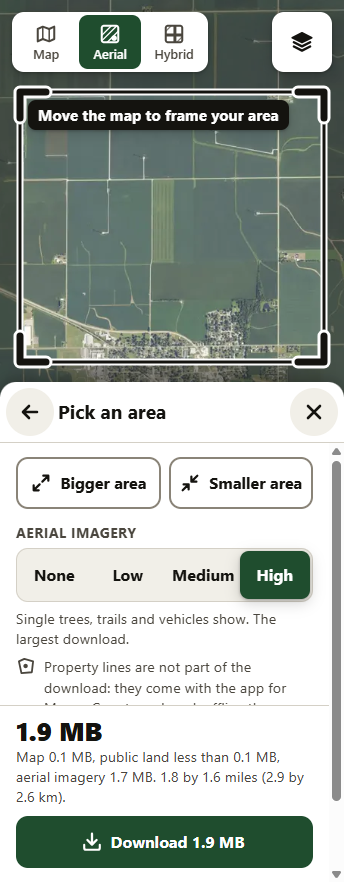 Map
Aerial
Hybrid
Move the map to frame your area
Pick an area
Bigger area
Smaller area
AERIAL IMAGERY
None
Low
Medium
High
Single trees, trails and vehicles show. The
largest download.
Property lines are not part of the
download: they come with the app for
1.9 MB
Map 0.1 MB, public land less than 0.1 MB,
aerial imagery 1.7 MB. 1.8 by 1.6 miles (2.9 by
2.6 km).
Download 1.9 MB